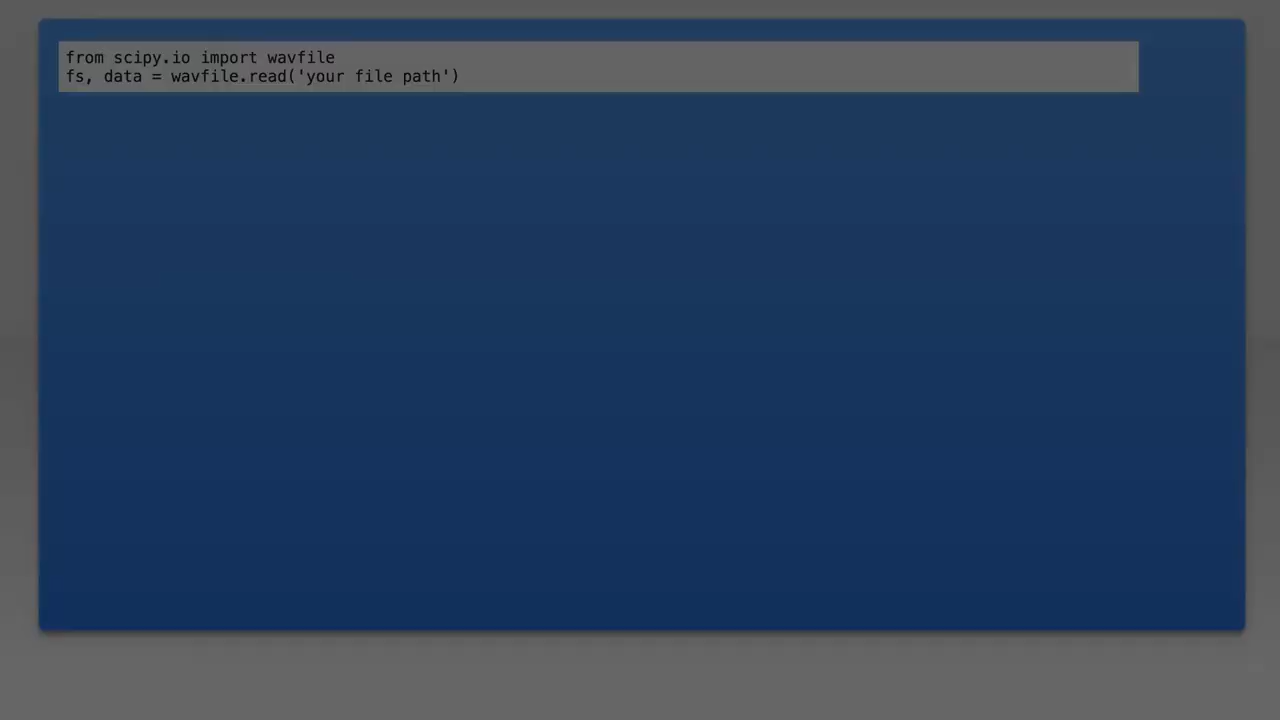 from scipy.io import wavfile
fs, data = wavfile.read('your file path')